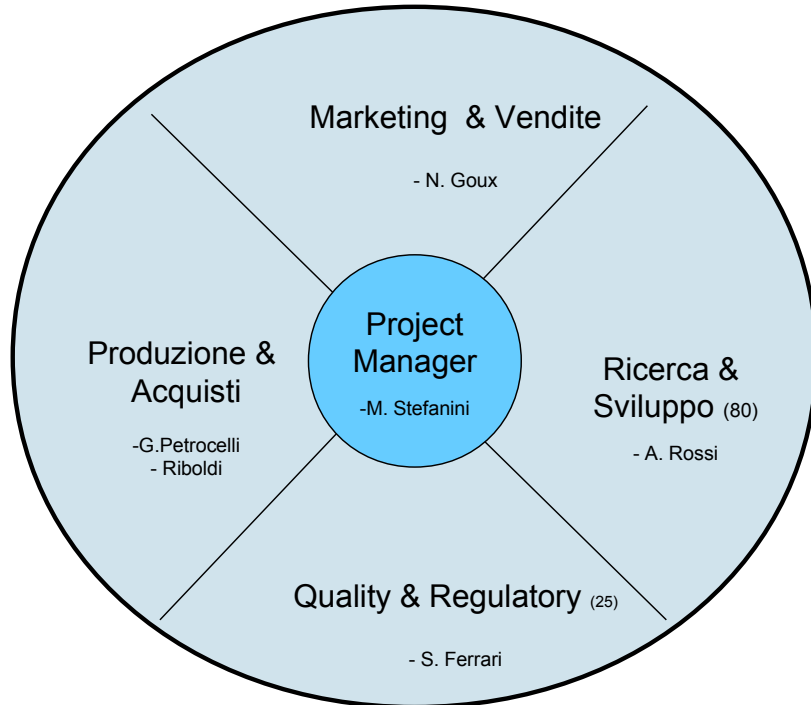 Marketing & Vendite
- N. Goux
Project
Manager
-M. Stefanini
Produzione &
Acquisti
-G.Petrocelli
- Riboldi
Ricerca &
Sviluppo (80)
- A. Rossi
Quality & Regulatory (25)
- S. Ferrari